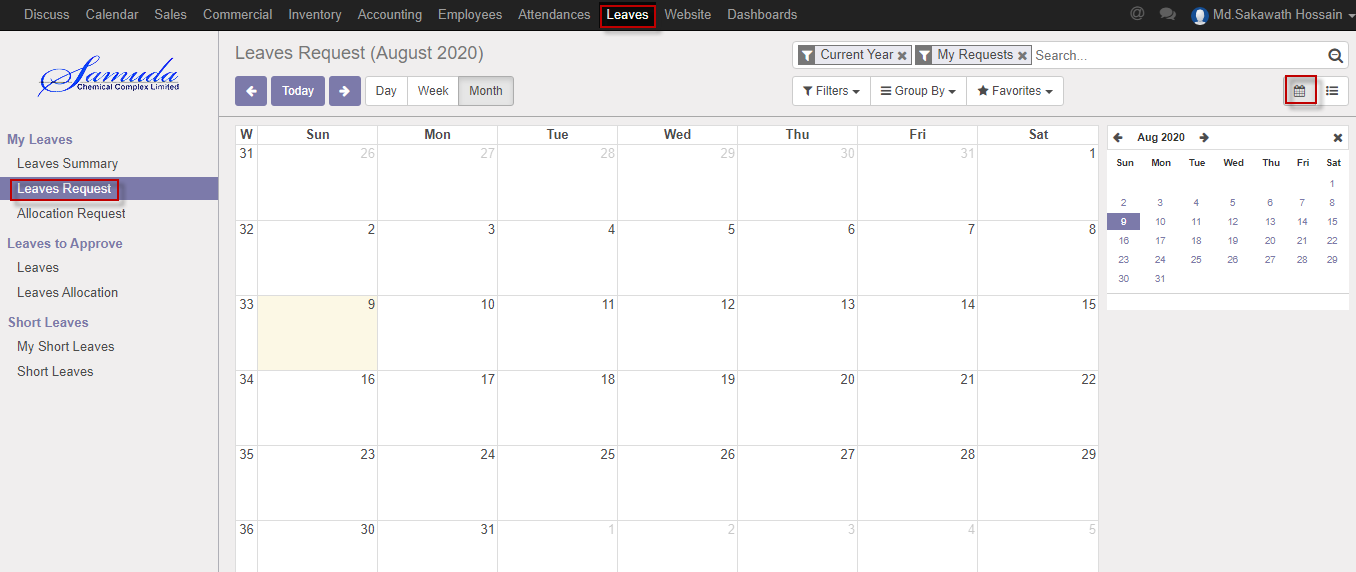 Discuss Calendar Sales Commercial Inventory Accounting Employees Attendances Leaves Website Dashboards @ Md.Sakawath Hossain
Samuda
Chemical Complex Limited
My Leaves
Leaves Summary
Leaves Request
Allocation Request
Leaves to Approve
Leaves
Leaves Allocation
Short Leaves
My Short Leaves
Short Leaves
Leaves Request (August 2020)
Current Year My Requests Search...
Today Day Week Month
Filters Group By Favorites
W Sun Mon Tue Wed Thu Fri Sat
31 26 27 28 29 30 31 1
32 2 3 4 5 6 7 8
33 9 10 11 12 13 14 15
34 16 17 18 19 20 21 22
35 23 24 25 26 27 28 29
36 30 31 1 2 3 4 5
Aug 2020
Sun Mon Tue Wed Thu Fri Sat
1
2 3 4 5 6 7 8
9 10 11 12 13 14 15
16 17 18 19 20 21 22
23 24 25 26 27 28 29
30 31